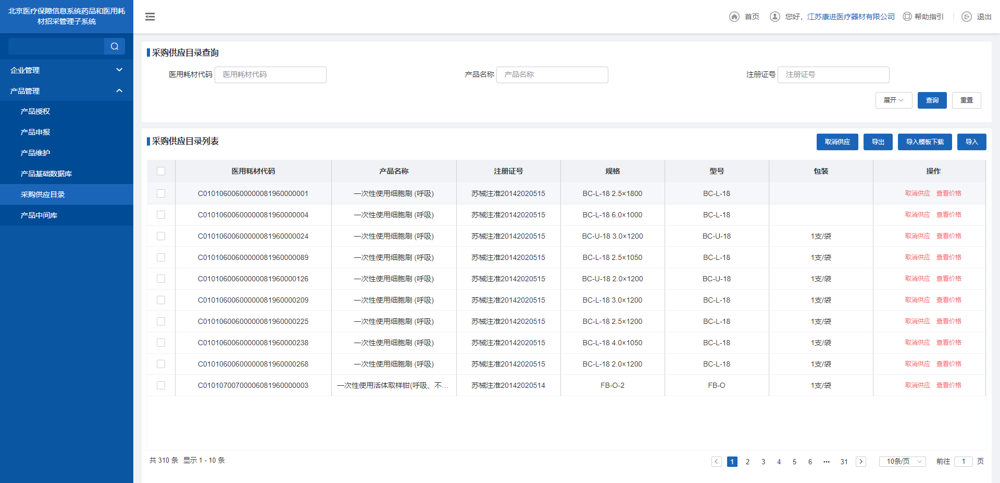 北京医疗保障信息系统药品和医用耗
材招采管理子系统
首页 您好，江苏康进医疗器材有限公司 帮助指引 退出
企业管理
产品管理
产品授权
产品申报
产品维护
产品基础数据库
采购供应目录
产品中间库
采购供应目录查询
医用耗材代码 医用耗材代码 产品名称 产品名称 注册证号 注册证号
展开 查询 重置
采购供应目录列表
取消供应 导出 导入模板下载 导入
医用耗材代码 产品名称 注册证号 规格 型号 包装 操作
C01010600600000081960000001 一次性使用细胞刷 (呼吸) 苏械注准20142020515 BC-L-18 2.5×1800 BC-L-18 取消供应 查看价格
C01010600600000081960000004 一次性使用细胞刷 (呼吸) 苏械注准20142020515 BC-L-18 6.0×1000 BC-L-18 取消供应 查看价格
C01010600600000081960000024 一次性使用细胞刷 (呼吸) 苏械注准20142020515 BC-U-18 3.0×1200 BC-U-18 1支/袋 取消供应 查看价格
C01010600600000081960000089 一次性使用细胞刷 (呼吸) 苏械注准20142020515 BC-L-18 2.5×1050 BC-L-18 1支/袋 取消供应 查看价格
C01010600600000081960000126 一次性使用细胞刷 (呼吸) 苏械注准20142020515 BC-U-18 2.0×1200 BC-U-18 1支/袋 取消供应 查看价格
C01010600600000081960000209 一次性使用细胞刷 (呼吸) 苏械注准20142020515 BC-L-18 3.0×1200 BC-L-18 1支/袋 取消供应 查看价格
C01010600600000081960000225 一次性使用细胞刷 (呼吸) 苏械注准20142020515 BC-L-18 2.5×1200 BC-L-18 1支/袋 取消供应 查看价格
C01010600600000081960000238 一次性使用细胞刷 (呼吸) 苏械注准20142020515 BC-L-18 4.0×1050 BC-L-18 1支/袋 取消供应 查看价格
C01010600600000081960000268 一次性使用细胞刷 (呼吸) 苏械注准20142020515 BC-L-18 2.0×1200 BC-L-18 1支/袋 取消供应 查看价格
C01010700700006081960000003 一次性使用活体取样钳(呼吸、不... 苏械注准20142020514 FB-O-2 FB-O 1支/袋 取消供应 查看价格
共 310 条 显示 1 - 10 条 1 2 3 4 5 6 ··· 31 10条/页 前往 1 页